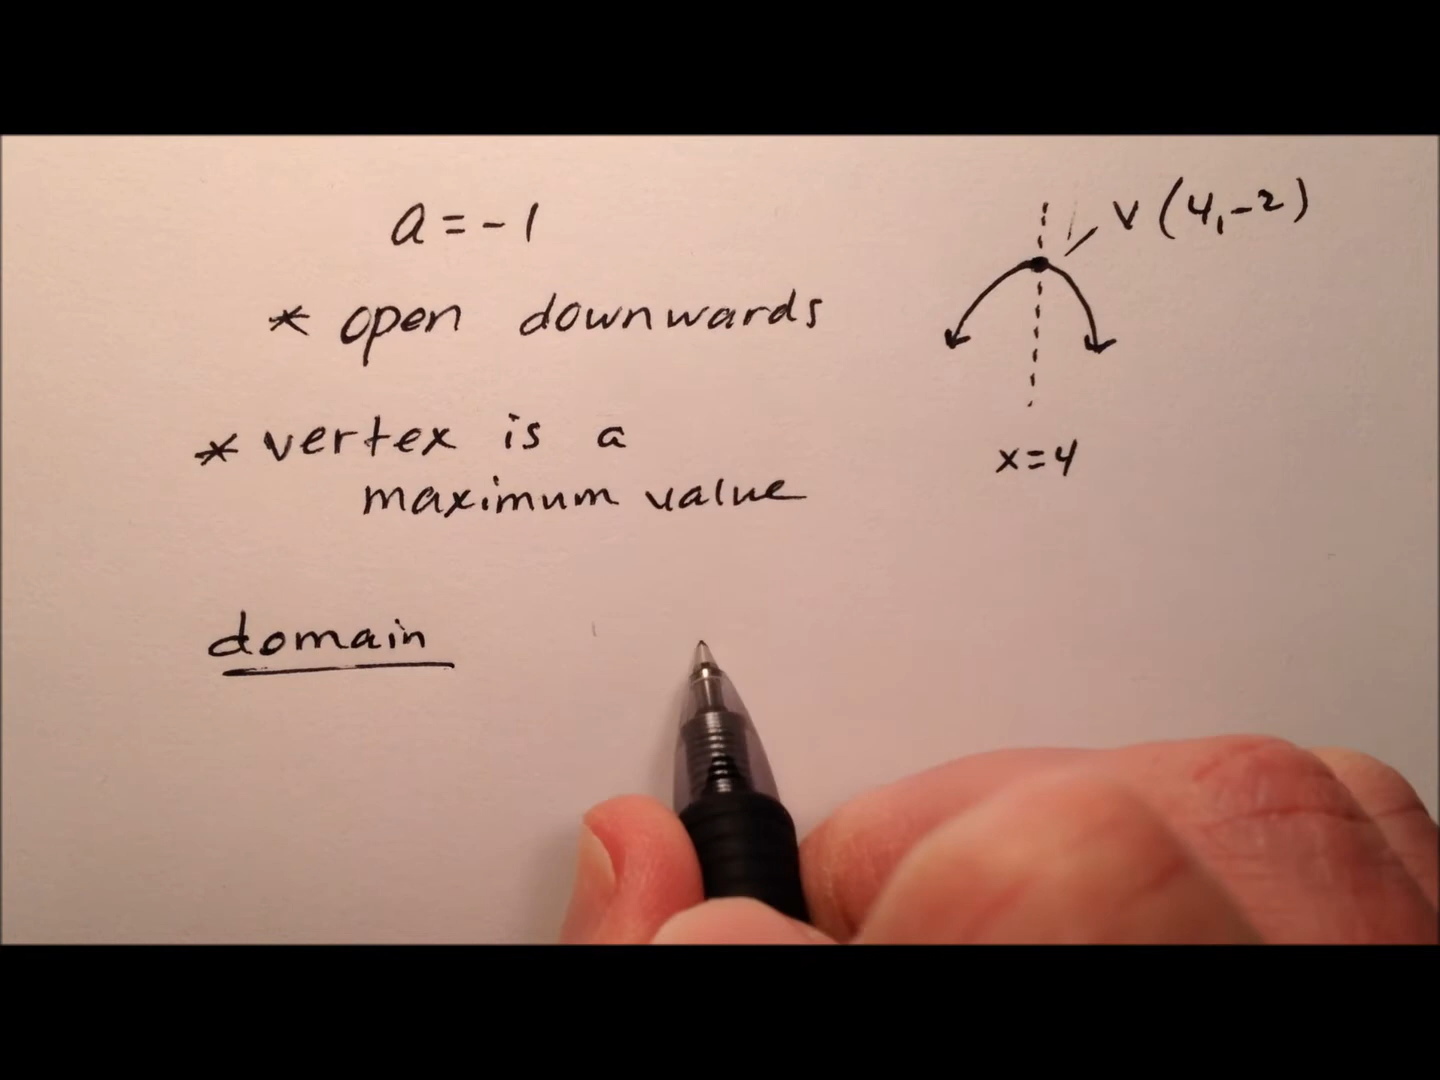 a = -1
* open downwards
* vertex is a
maximum value
V (4, -2)
x = 4
domain